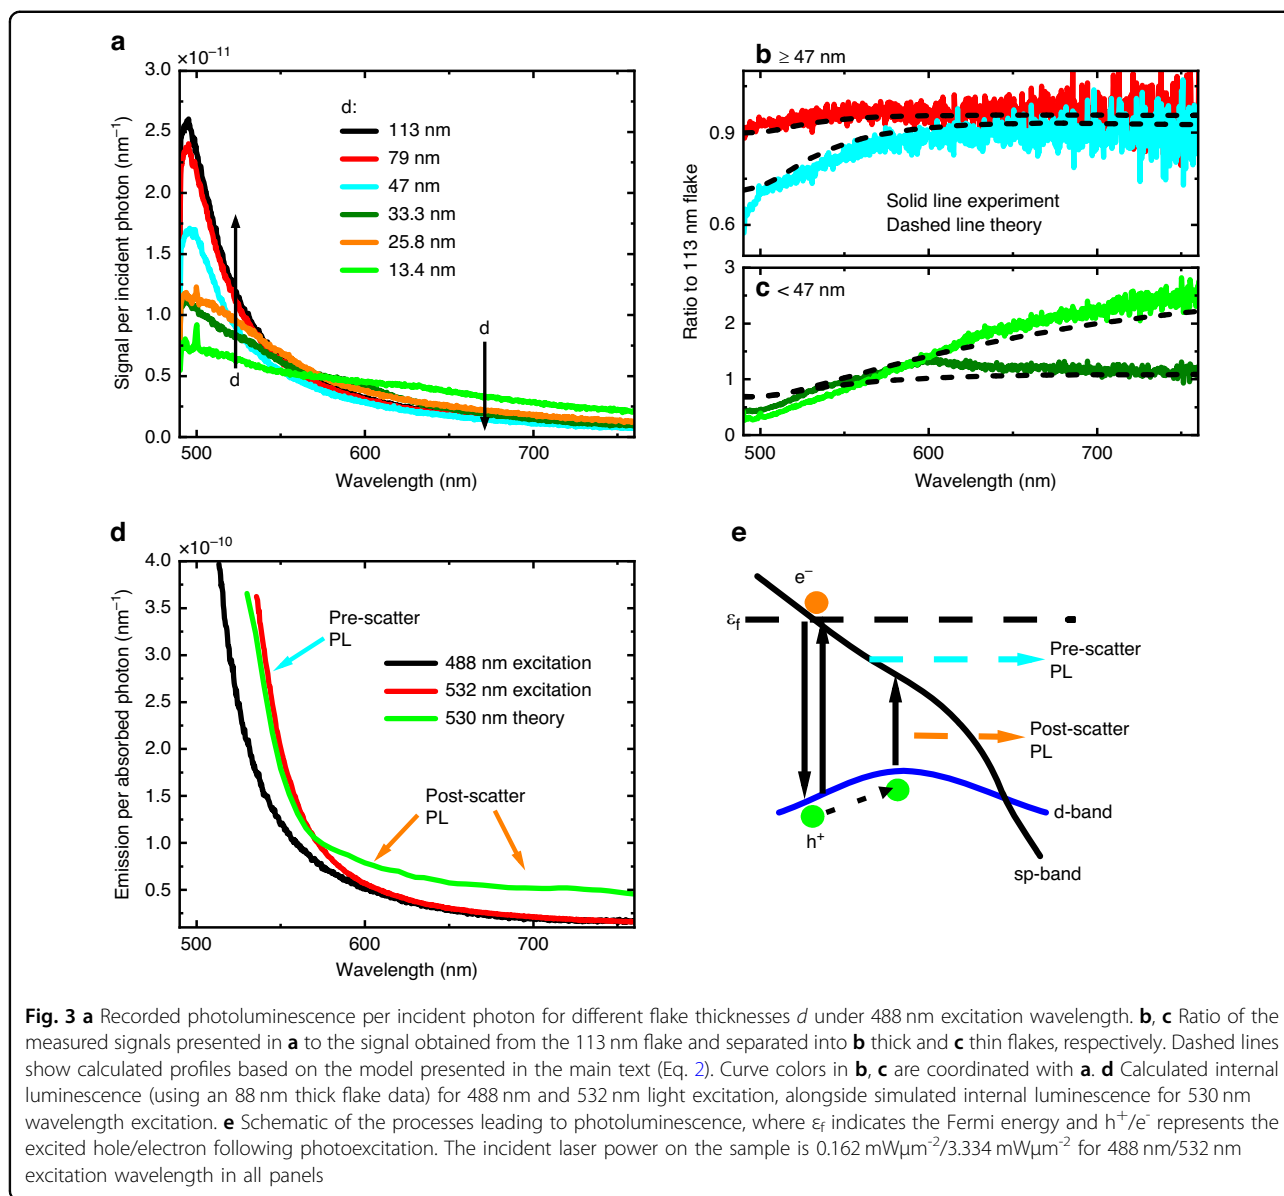 a
×10⁻¹¹
3.0
2.5
2.0
1.5
1.0
0.5
0.0
Signal per incident photon (nm⁻¹)
d:
113 nm
79 nm
47 nm
33.3 nm
25.8 nm
13.4 nm
d
d
500
600
700
Wavelength (nm)
b ≥ 47 nm
0.9
0.6
Solid line experiment
Dashed line theory
Ratio to 113 nm flake
c < 47 nm
3
2
1
0
500
600
700
Wavelength (nm)
d
×10⁻¹⁰
4.0
3.5
3.0
2.5
2.0
1.5
1.0
0.5
Emission per absorbed photon (nm⁻¹)
Pre-scatter
PL
488 nm excitation
532 nm excitation
530 nm theory
Post-scatter
PL
500
600
700
Wavelength (nm)
e
e⁻
εf
Pre-scatter
PL
Post-scatter
PL
d-band
h⁺
sp-band
Fig. 3 a Recorded photoluminescence per incident photon for different flake thicknesses d under 488 nm excitation wavelength. b, c Ratio of the
measured signals presented in a to the signal obtained from the 113 nm flake and separated into b thick and c thin flakes, respectively. Dashed lines
show calculated profiles based on the model presented in the main text (Eq. 2). Curve colors in b, c are coordinated with a. d Calculated internal
luminescence (using an 88 nm thick flake data) for 488 nm and 532 nm light excitation, alongside simulated internal luminescence for 530 nm
wavelength excitation. e Schematic of the processes leading to photoluminescence, where εf indicates the Fermi energy and h⁺/e⁻ represents the
excited hole/electron following photoexcitation. The incident laser power on the sample is 0.162 mWμm⁻²/3.334 mWμm⁻² for 488 nm/532 nm
excitation wavelength in all panels